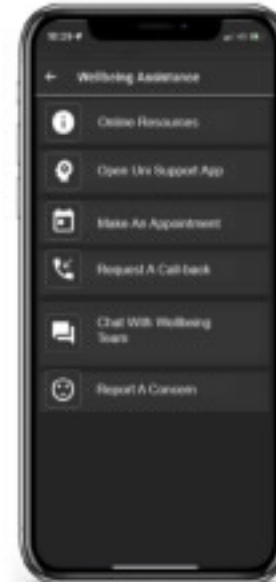 Wellbeing Assistance
Online Resources
Open Uni Support App
Make An Appointment
Request A Call-back
Chat With Wellbeing
Team
Report A Concern